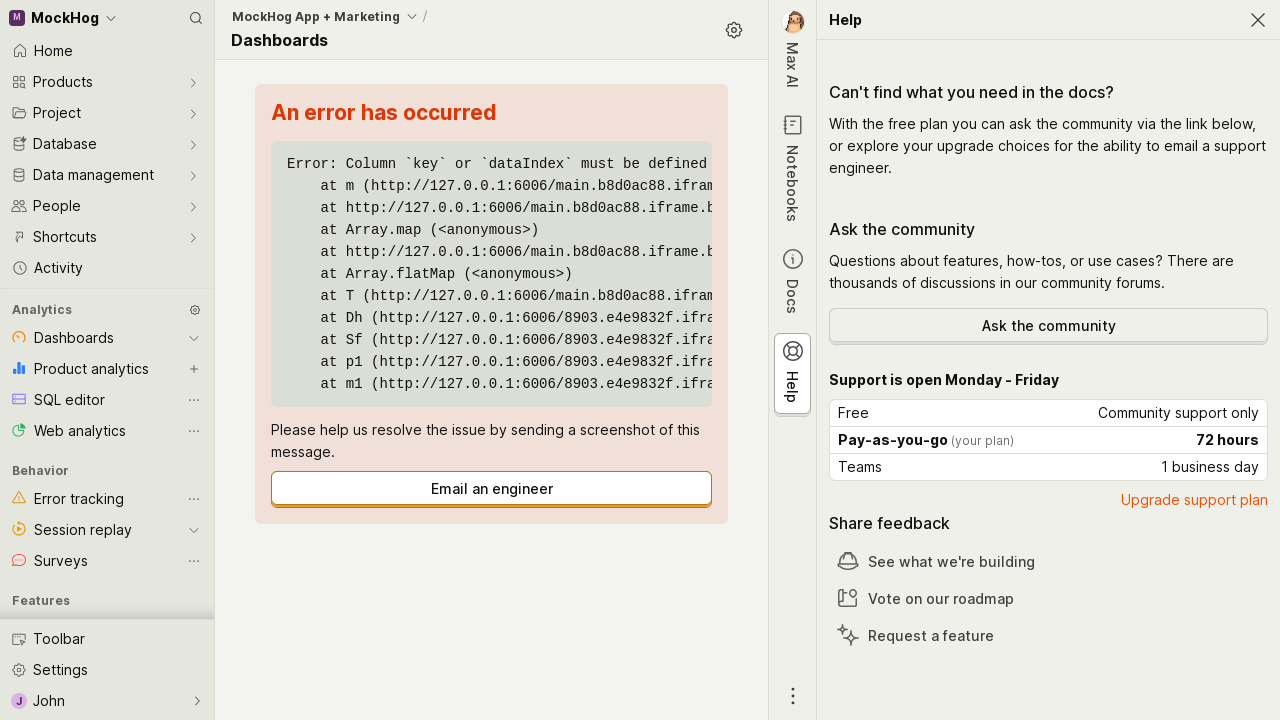 M MockHog
Home
Products
Project
Database
Data management
People
Shortcuts
Activity
Analytics
Dashboards
Product analytics
SQL editor
Web analytics
Behavior
Error tracking
Session replay
Surveys
Features
Toolbar
Settings
J John
MockHog App + Marketing /
Dashboards
An error has occurred
Error: Column `key` or `dataIndex` must be defined
at m (http://127.0.0.1:6006/main.b8d0ac88.ifram
at http://127.0.0.1:6006/main.b8d0ac88.iframe.b
at Array.map (<anonymous>)
at http://127.0.0.1:6006/main.b8d0ac88.iframe.b
at Array.flatMap (<anonymous>)
at T (http://127.0.0.1:6006/main.b8d0ac88.ifram
at Dh (http://127.0.0.1:6006/8903.e4e9832f.ifra
at Sf (http://127.0.0.1:6006/8903.e4e9832f.ifra
at p1 (http://127.0.0.1:6006/8903.e4e9832f.ifra
at m1 (http://127.0.0.1:6006/8903.e4e9832f.ifra
Please help us resolve the issue by sending a screenshot of this
message.
Email an engineer
Max AI
Notebooks
Docs
Help
Help
Can't find what you need in the docs?
With the free plan you can ask the community via the link below,
or explore your upgrade choices for the ability to email a support
engineer.
Ask the community
Questions about features, how-tos, or use cases? There are
thousands of discussions in our community forums.
Ask the community
Support is open Monday - Friday
Free Community support only
Pay-as-you-go (your plan) 72 hours
Teams 1 business day
Upgrade support plan
Share feedback
See what we're building
Vote on our roadmap
Request a feature